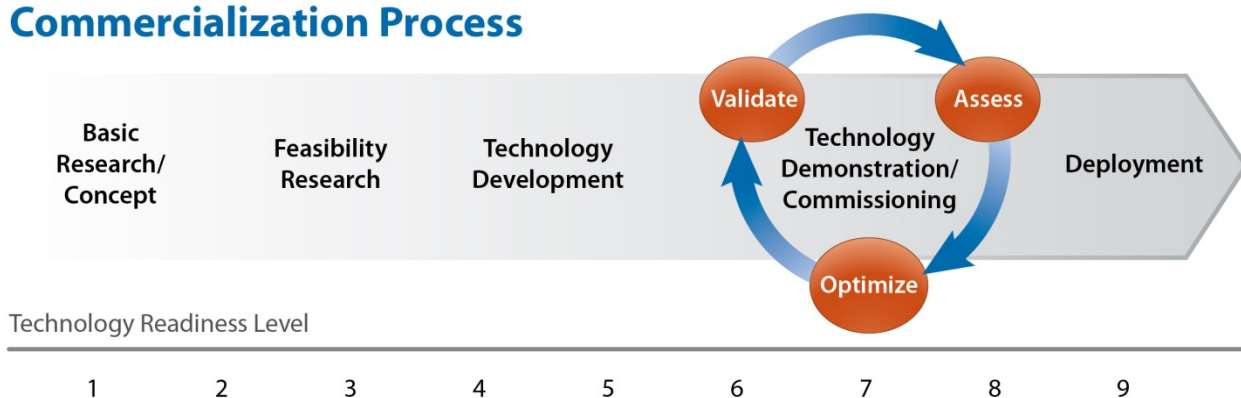 Commercialization Process
Basic
Research/
Concept
Feasibility
Research
Technology
Development
Validate
Assess
Technology
Demonstration/
Commissioning
Optimize
Deployment
Technology Readiness Level
1 2 3 4 5 6 7 8 9